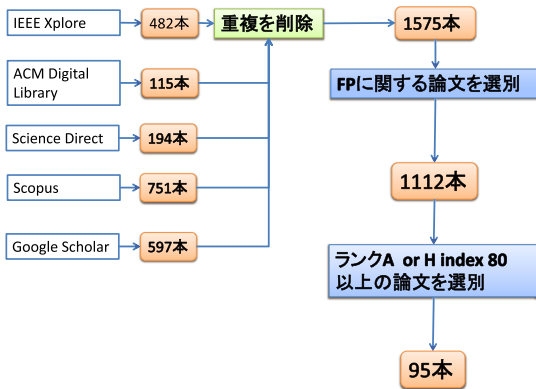 IEEE Xplore
482本
重複を削除
1575本
ACM Digital
Library
115本
FPに関する論文を選別
Science Direct
194本
Scopus
751本
1112本
Google Scholar
597本
ランクA or H index 80
以上の論文を選別
95本